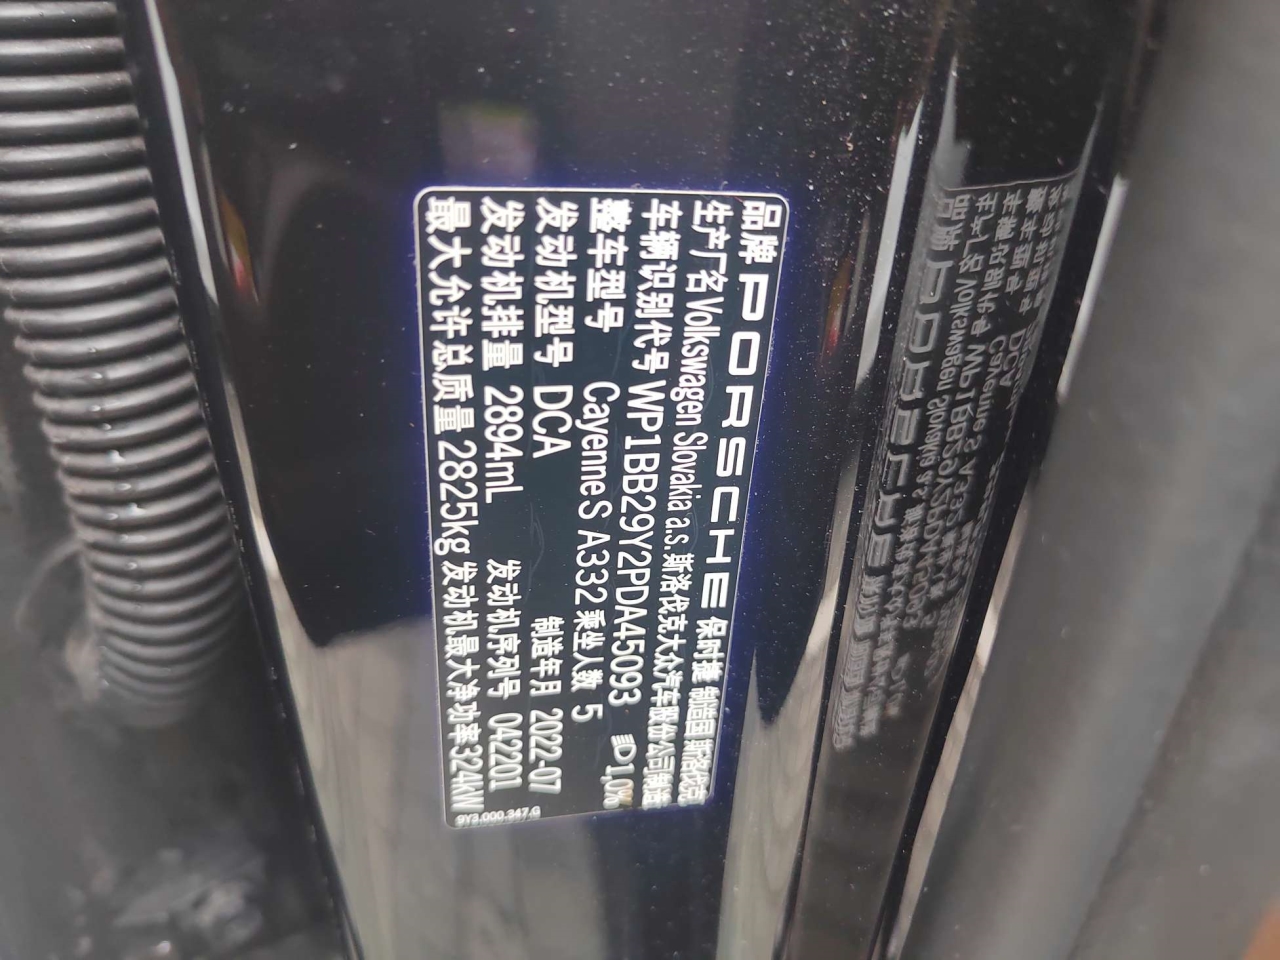 品牌 PORSCHE 保时捷 制造国 斯洛伐克
生产厂名 Volkswagen Slovakia a.s. 斯洛伐克大众汽车股份公司制造
车辆识别代号 WP1BB29Y2PDA45093 1,0%
整车型号 Cayenne S A332 乘坐人数 5
发动机型号 DCA 制造年月 2022-07
发动机排量 2894mL 发动机序列号 042201
最大允许总质量 2825kg 发动机最大净功率 324kW
9Y3.000.347.G